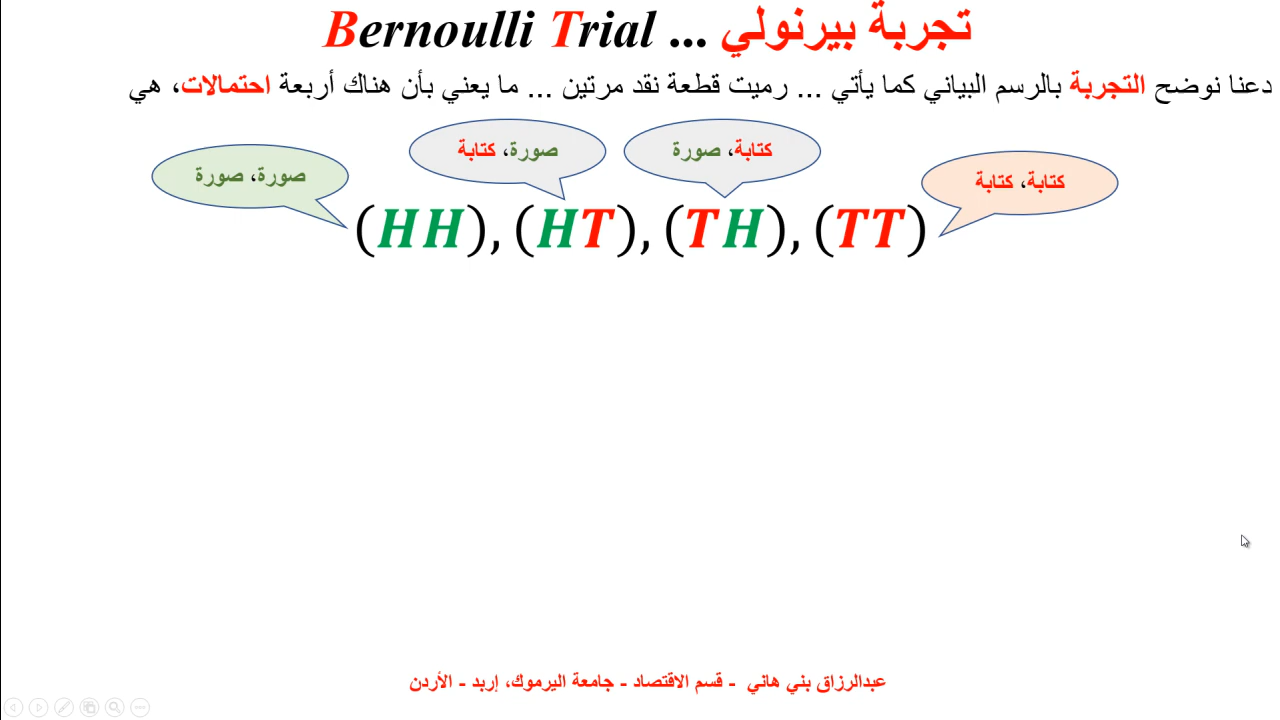 تجربة بيرنولي ... Bernoulli Trial
دعنا نوضح التجربة بالرسم البياني كما يأتي ... رميت قطعة نقد مرتين ... ما يعني بأن هناك أربعة احتمالات، هي
صورة، صورة
صورة، كتابة
كتابة، صورة
كتابة، كتابة
(HH), (HT), (TH), (TT)
عبدالرزاق بني هاني - قسم الاقتصاد - جامعة اليرموك، إربد - الأردن